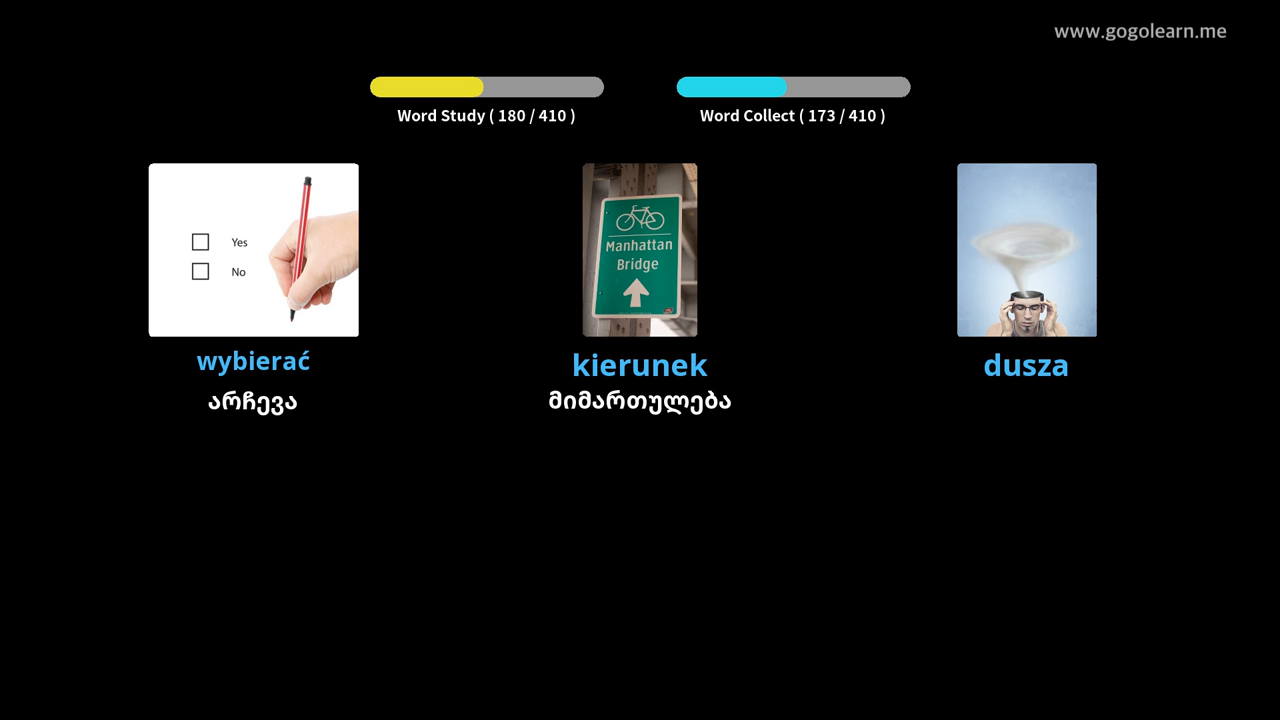 www.gogolearn.me
Word Study ( 180 / 410 )
Word Collect ( 173 / 410 )
Yes
No
Manhattan
Bridge
wybierać
kierunek
dusza
არჩევა
მიმართულება